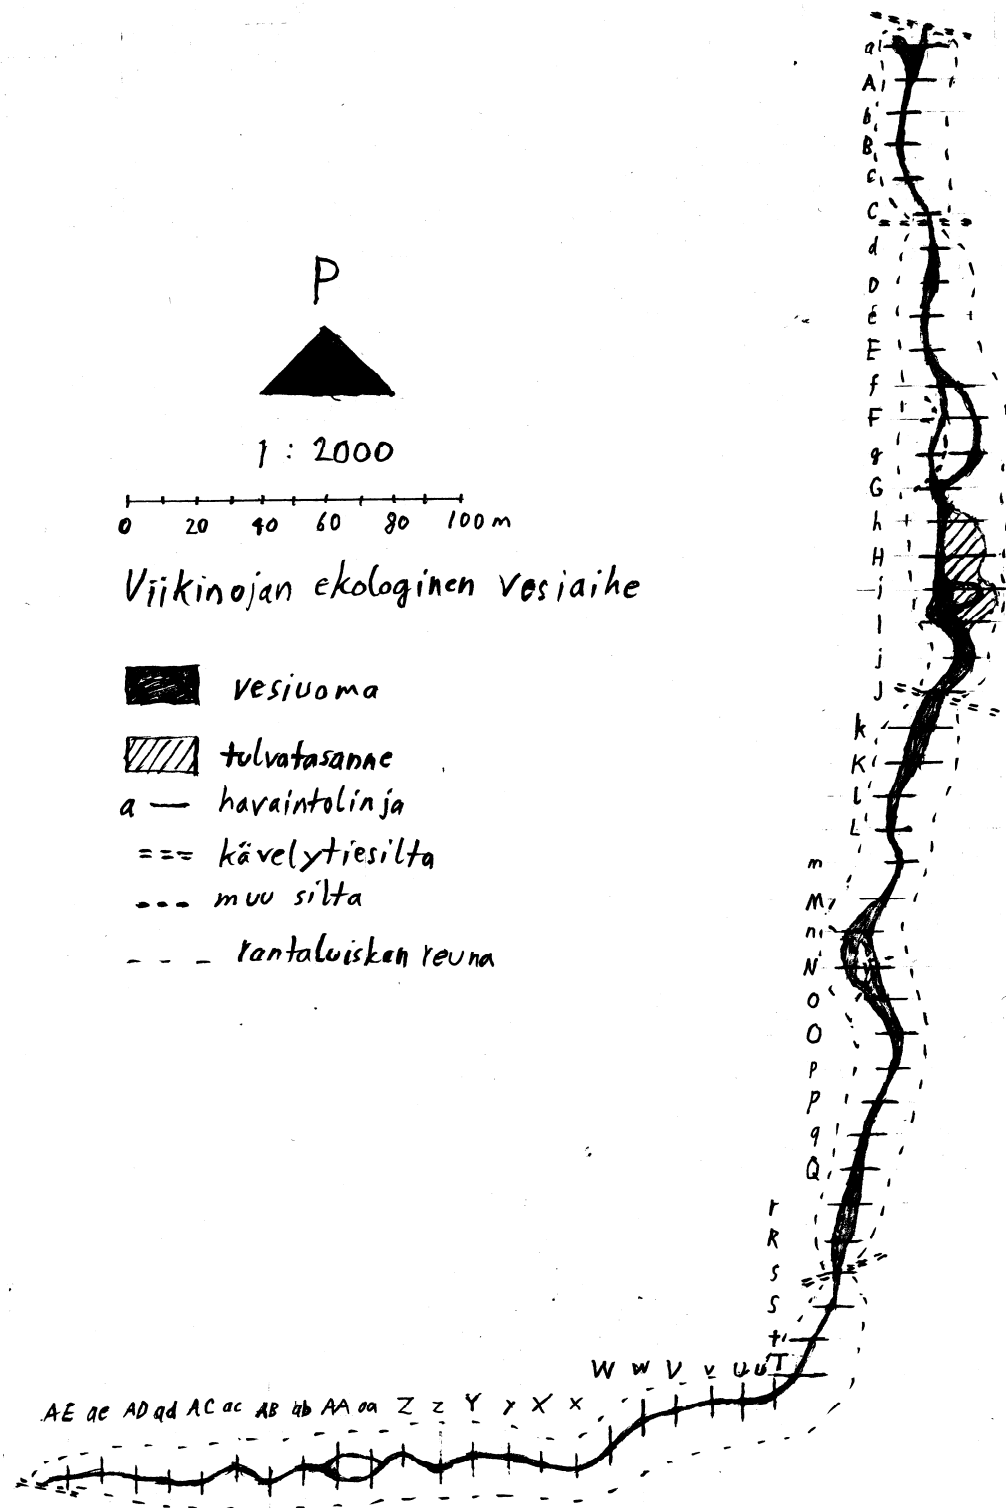 a
A
b
B
c
C
d
D
e
E
f
F
g
G
h
H
i
I
j
J
k
K
l
L
m
M
n
N
o
O
p
P
q
Q
r
R
s
S
t
T
P
1 : 2000
0 20 40 60 80 100 m
Viikinojan ekologinen vesiaihe
vesiuoma
tulvatasanne
a — havaintolinja
kävelytiesilta
muu silta
rantaluiskan reuna
W w V v U u
AE ae AD ad AC ac AB ab AA aa Z z Y y X x